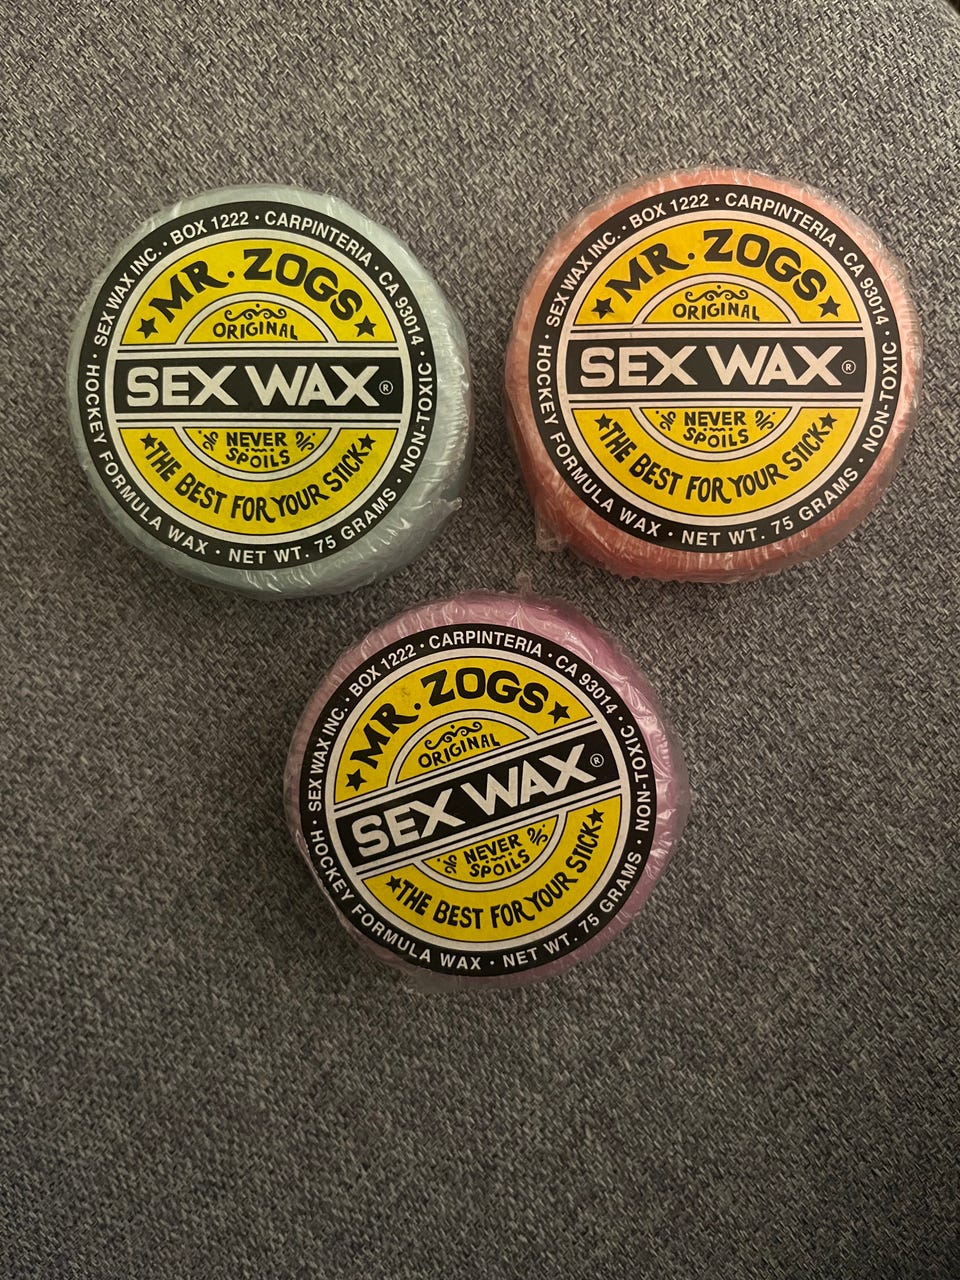 SEX WAX INC. · BOX 1222 · CARPINTERIA · CA 93014 ·
MR. ZOGS
ORIGINAL
SEX WAX®
NEVER
SPOILS
★THE BEST FOR YOUR STICK★
HOCKEY FORMULA WAX · NET WT. 75 GRAMS · NON-TOXIC ·
SEX WAX INC. · BOX 1222 · CARPINTERIA · CA 93014 ·
MR. ZOGS
ORIGINAL
SEX WAX®
NEVER
SPOILS
★THE BEST FOR YOUR STICK★
HOCKEY FORMULA WAX · NET WT. 75 GRAMS · NON-TOXIC ·
SEX WAX INC. · BOX 1222 · CARPINTERIA · CA 93014 ·
MR. ZOGS
ORIGINAL
SEX WAX®
NEVER
SPOILS
★THE BEST FOR YOUR STICK★
HOCKEY FORMULA WAX · NET WT. 75 GRAMS · NON-TOXIC ·